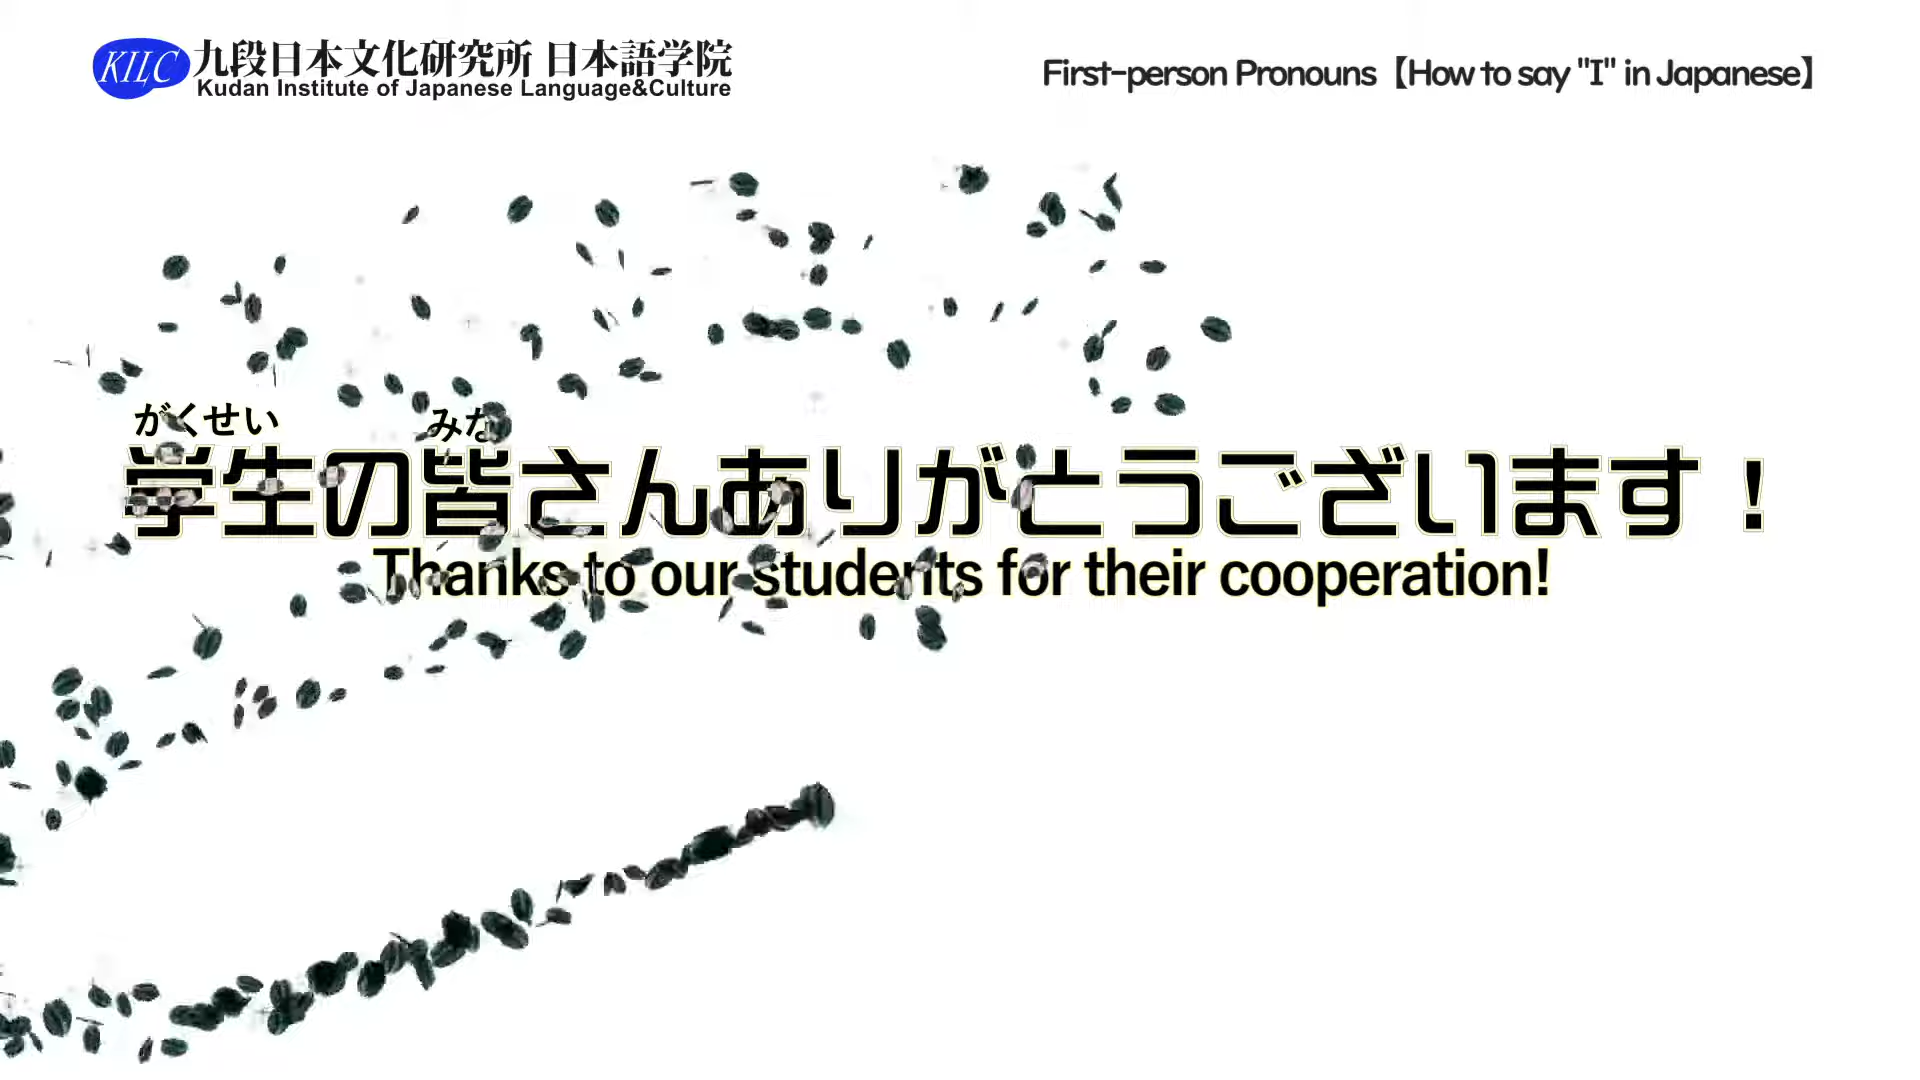 KILC 九段日本文化研究所 日本語学院
Kudan Institute of Japanese Language&Culture
First-person Pronouns【How to say "I" in Japanese】
がくせい みな
学生の皆さんありがとうございます！
Thanks to our students for their cooperation!